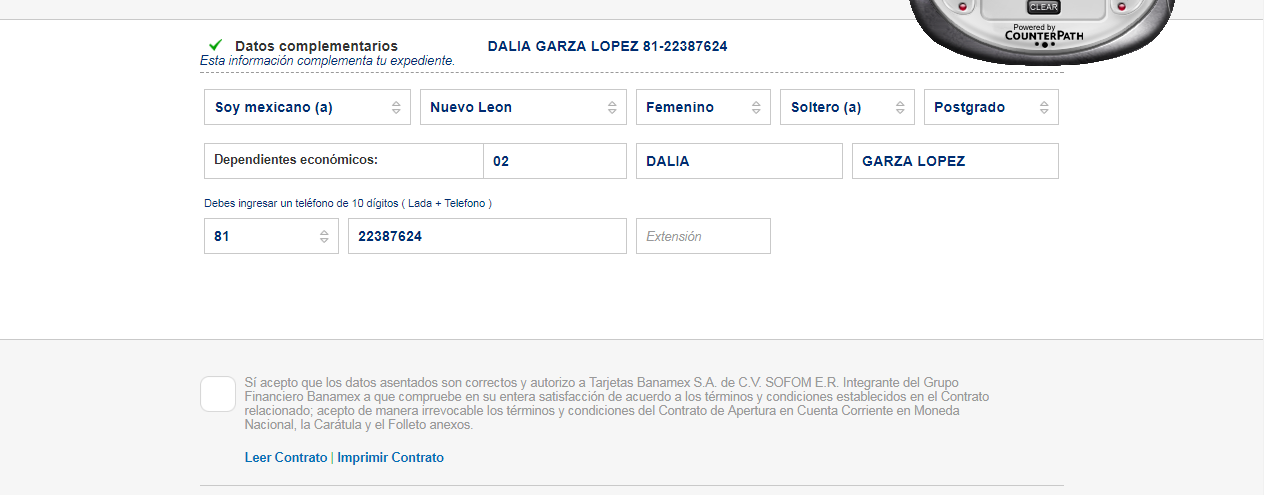 CLEAR
Powered by
COUNTERPATH
Datos complementarios DALIA GARZA LOPEZ 81-22387624
Esta información complementa tu expediente.
Soy mexicano (a) Nuevo Leon Femenino Soltero (a) Postgrado
Dependientes económicos: 02 DALIA GARZA LOPEZ
Debes ingresar un teléfono de 10 dígitos ( Lada + Telefono )
81 22387624 Extensión
Sí acepto que los datos asentados son correctos y autorizo a Tarjetas Banamex S.A. de C.V. SOFOM E.R. Integrante del Grupo
Financiero Banamex a que compruebe en su entera satisfacción de acuerdo a los términos y condiciones establecidos en el Contrato
relacionado; acepto de manera irrevocable los términos y condiciones del Contrato de Apertura en Cuenta Corriente en Moneda
Nacional, la Carátula y el Folleto anexos.
Leer Contrato | Imprimir Contrato